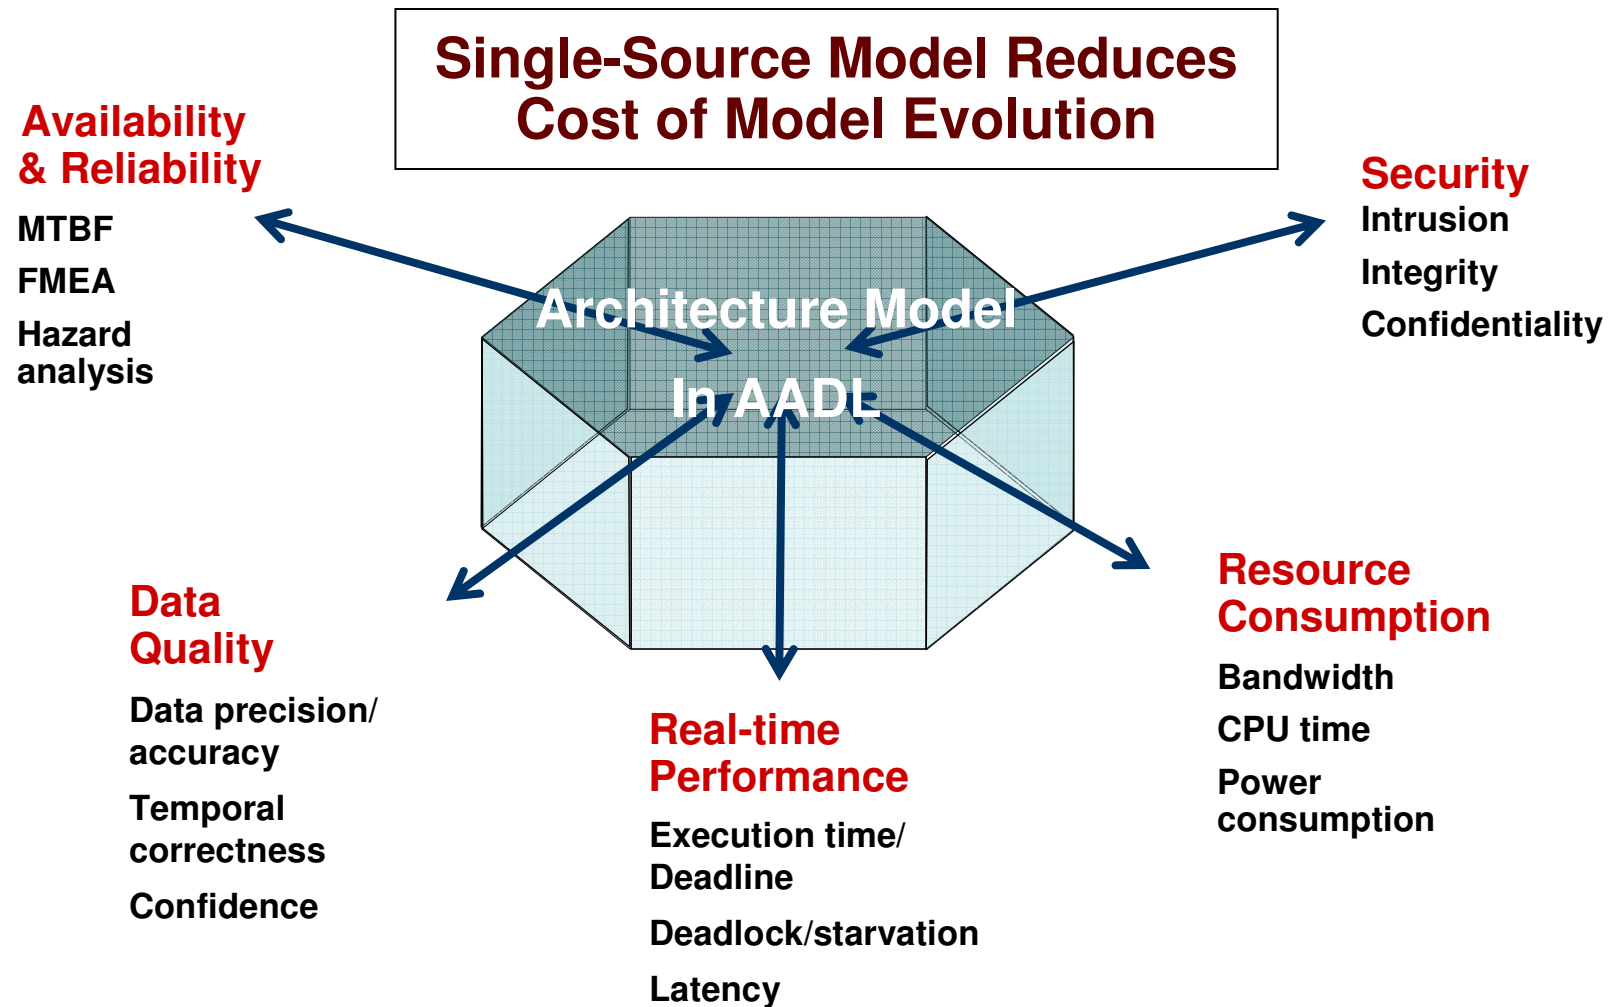 Single-Source Model Reduces
Cost of Model Evolution
Availability
& Reliability
MTBF
FMEA
Hazard
analysis
Security
Intrusion
Integrity
Confidentiality
Architecture Model
In AADL
Data
Quality
Data precision/
accuracy
Temporal
correctness
Confidence
Real-time
Performance
Execution time/
Deadline
Deadlock/starvation
Latency
Resource
Consumption
Bandwidth
CPU time
Power
consumption